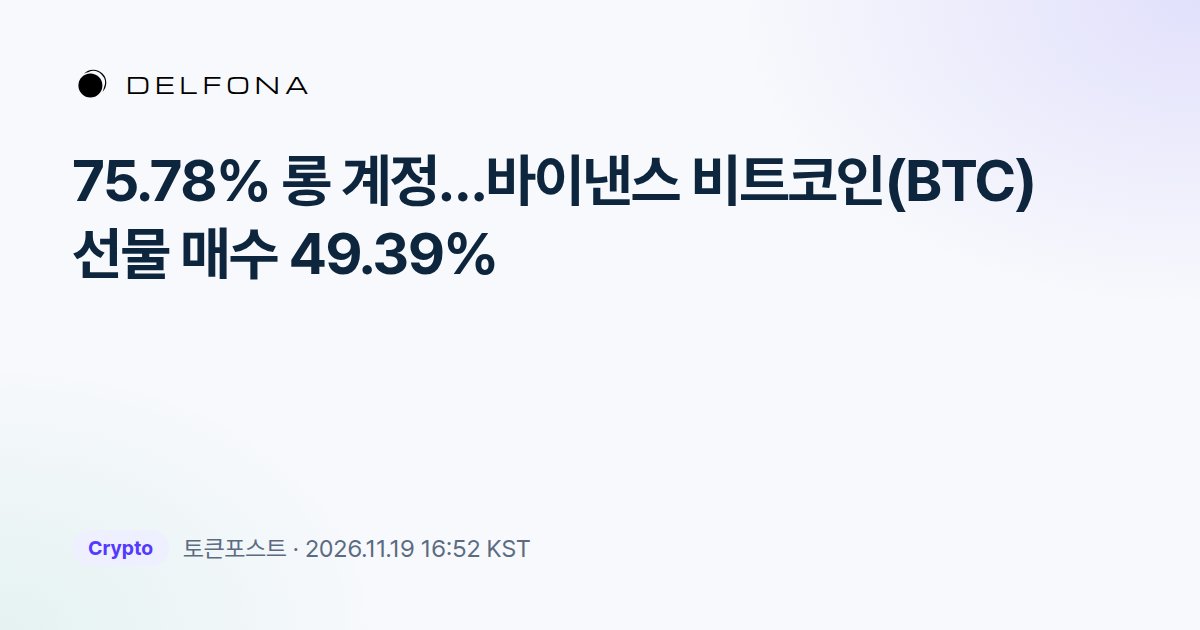 DELFONA
75.78% 롱 계정…바이낸스 비트코인(BTC)
선물 매수 49.39%
Crypto 토큰포스트 · 2026.11.19 16:52 KST